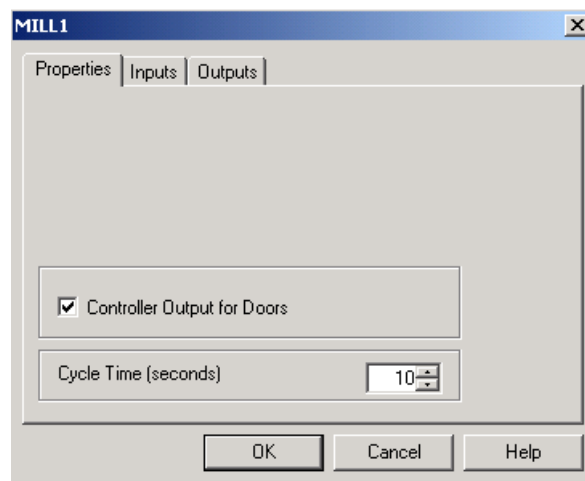 MILL1
Properties Inputs Outputs
Controller Output for Doors
Cycle Time (seconds) 10
OK Cancel Help